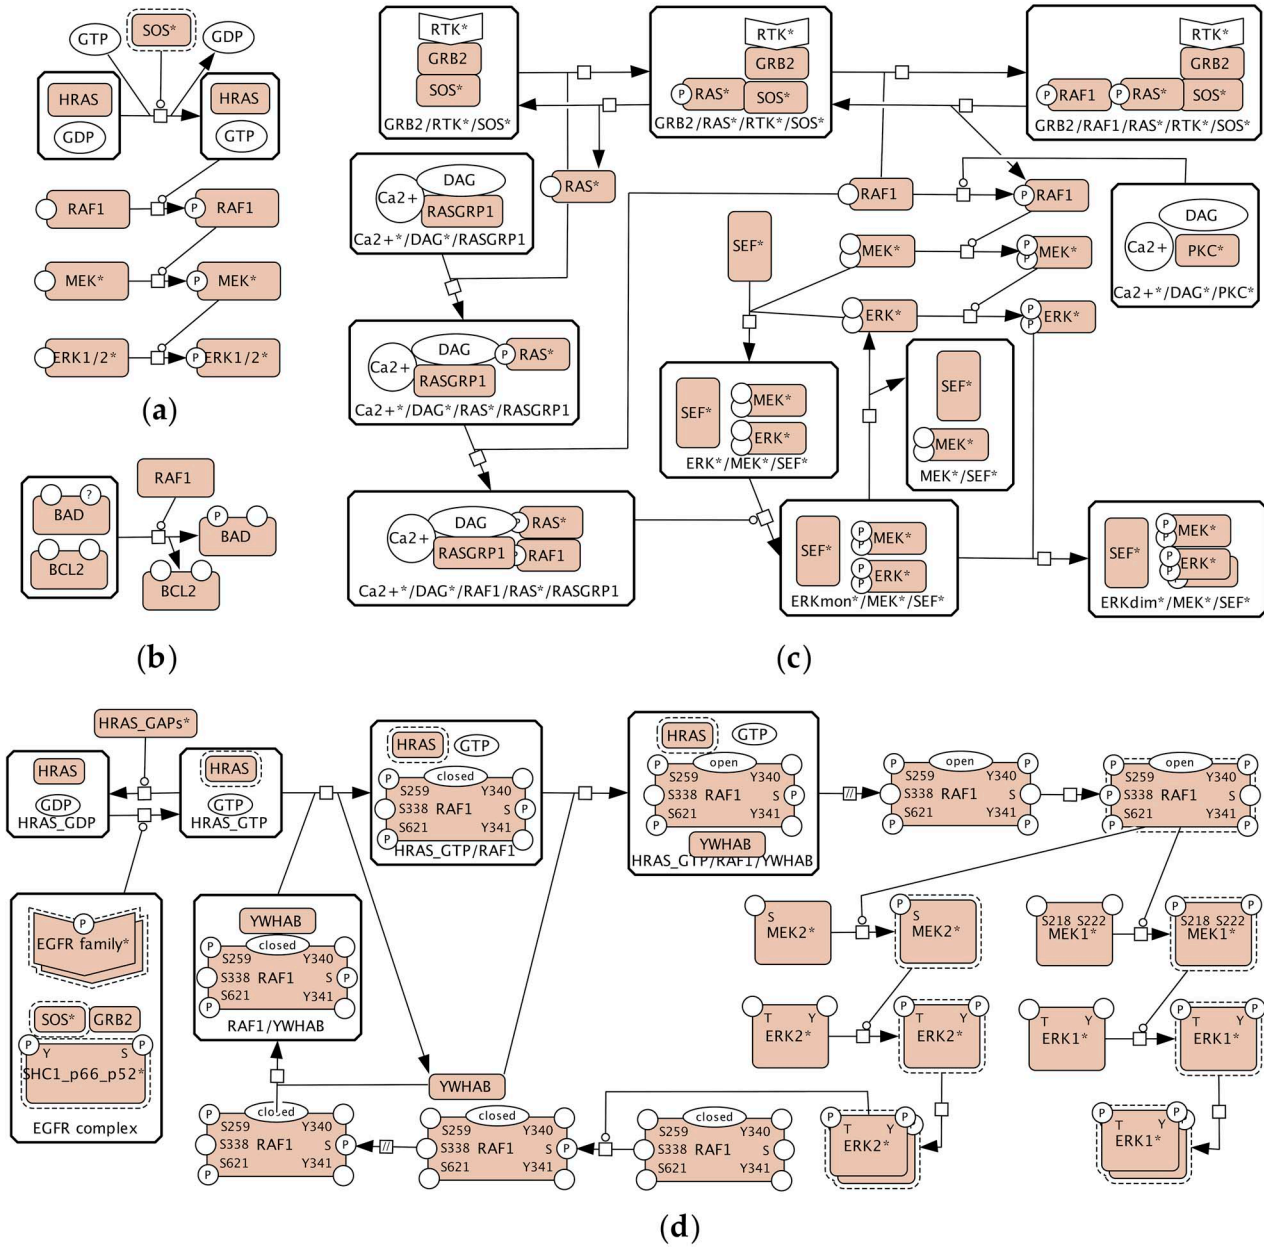 GTP
SOS*
GDP
HRAS
GDP
HRAS
GTP
RAF1
P
RAF1
MEK*
P
MEK*
ERK1/2*
P
ERK1/2*
(a)
RAF1
?
BAD
BCL2
P
BAD
BCL2
(b)
RTK*
GRB2
SOS*
GRB2/RTK*/SOS*
RTK*
GRB2
P
RAS*
SOS*
GRB2/RAS*/RTK*/SOS*
RTK*
GRB2
P
RAF1
P
RAS*
SOS*
GRB2/RAF1/RAS*/RTK*/SOS*
DAG
Ca2+
RASGRP1
Ca2+*/DAG*/RASGRP1
RAS*
RAF1
P
RAF1
DAG
Ca2+
PKC*
Ca2+*/DAG*/PKC*
SEF*
MEK*
P
P
MEK*
ERK*
P
P
ERK*
DAG
P
RAS*
Ca2+
RASGRP1
Ca2+*/DAG*/RAS*/RASGRP1
SEF*
MEK*
ERK*
ERK*/MEK*/SEF*
SEF*
MEK*
MEK*/SEF*
DAG
P
RAS*
Ca2+
RASGRP1
P
RAF1
Ca2+*/DAG*/RAF1/RAS*/RASGRP1
SEF*
P
P
MEK*
P
P
ERK*
ERKmon*/MEK*/SEF*
SEF*
P
P
MEK*
P
P
ERK*
ERKdim*/MEK*/SEF*
(c)
HRAS_GAPs*
HRAS
GDP
HRAS_GDP
HRAS
GTP
HRAS_GTP
HRAS
GTP
P
closed
S259
Y340
S338
RAF1
S
P
S621
Y341
P
HRAS_GTP/RAF1
HRAS
GTP
P
open
S259
Y340
S338
RAF1
S
P
S621
Y341
P
YWHAB
HRAS_GTP/RAF1/YWHAB
P
open
P
S259
Y340
S338
RAF1
S
P
S621
Y341
P
P
P
open
P
S259
Y340
P
S338
RAF1
S
P
S621
Y341
P
P
P
EGFR family*
SOS*
GRB2
P
Y
S
P
SHC1_p66_p52*
EGFR complex
YWHAB
P
closed
S259
Y340
S338
RAF1
S
P
S621
Y341
P
RAF1/YWHAB
S
MEK2*
P
S
MEK2*
S218
S222
MEK1*
P
P
S218
S222
MEK1*
T
Y
ERK2*
P
P
T
Y
ERK2*
T
Y
ERK1*
P
P
T
Y
ERK1*
YWHAB
P
closed
S259
Y340
S338
RAF1
S
P
S621
Y341
P
closed
S259
Y340
S338
RAF1
S
P
S621
Y341
closed
S259
Y340
S338
RAF1
S
S621
Y341
P
P
T
Y
ERK2*
P
P
T
Y
ERK1*
(d)